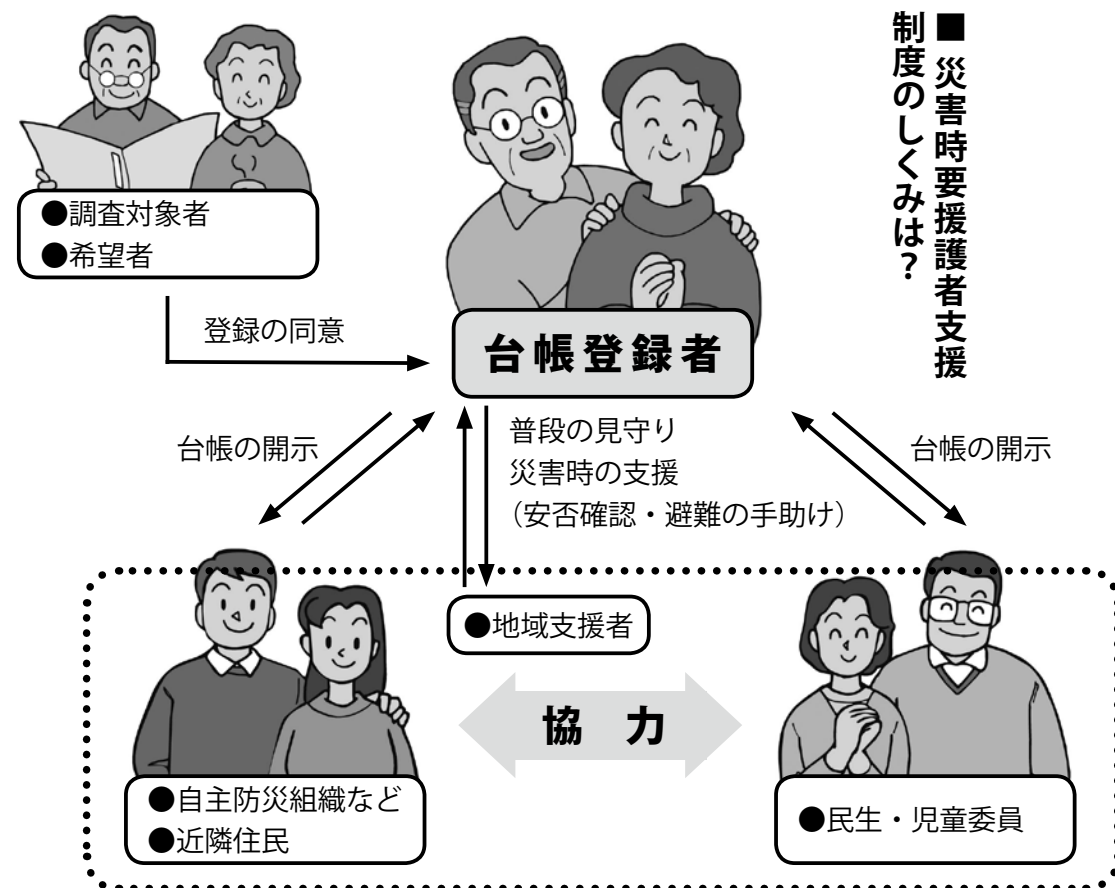 ■ 災害時要援護者支援
制度のしくみは？
●調査対象者
●希望者
登録の同意
台帳登録者
台帳の開示
普段の見守り
災害時の支援
（安否確認・避難の手助け）
台帳の開示
●地域支援者
協　力
●自主防災組織など
●近隣住民
●民生・児童委員